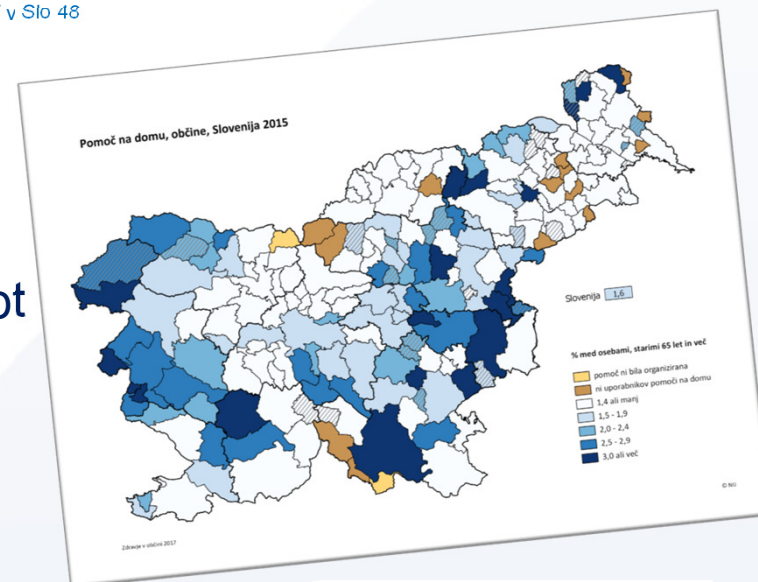 v Slo 48
Pomoč na domu, občine, Slovenija 2015
ot
Slovenija 1,6
% med osebami, starimi 65 let in več
pomoč ni bila organizirana
ni uporabnikov pomoči na domu
1,4 ali manj
1,5 - 1,9
2,0 - 2,4
2,5 - 2,9
3,0 ali več
© NIJZ
Zdravje v občini 2017